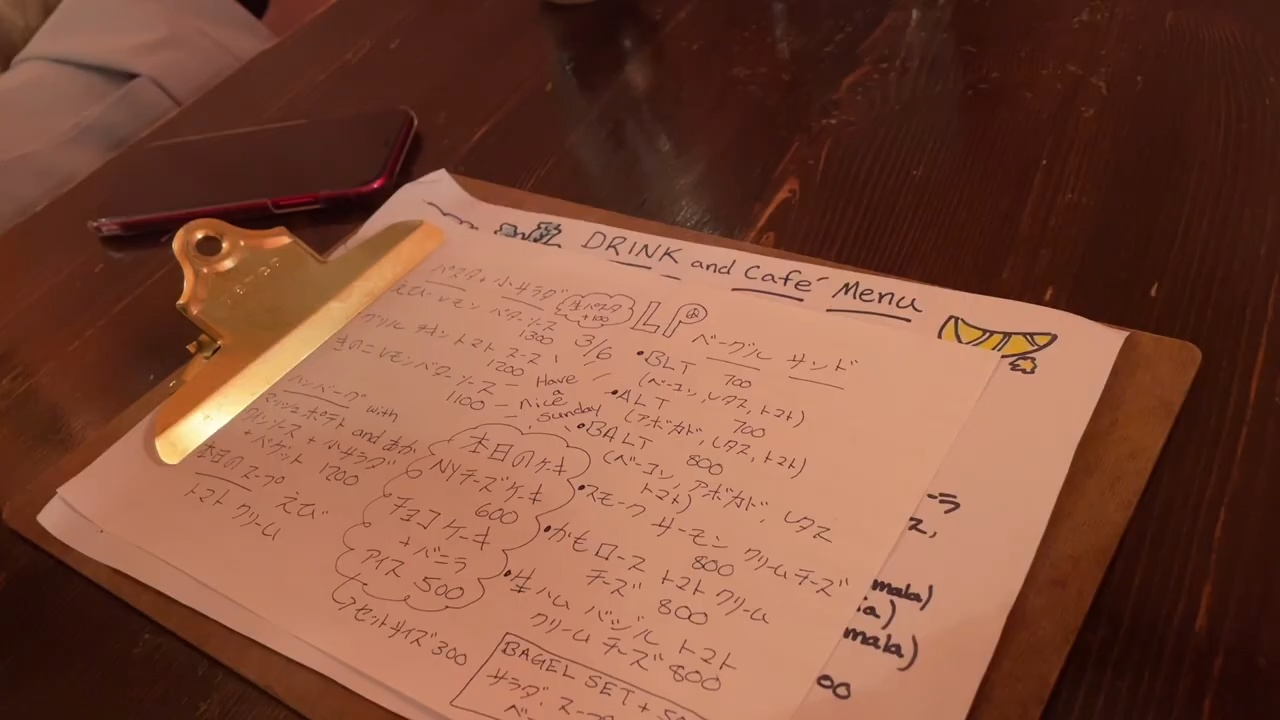 DRINK and Café Menu
パスタ+小サラダ
生パスタ
+100
えびレモン バターソース
1300
グリル チキン トマト ソース
1200
きのこレモンバターソース
1100
ハンバーグ with
マッシュポテト and あか
ワインソース + 小サラダ
+ バゲット 1200
本日のスープ
トマト クリーム えび
LP
3/6
Have
a
nice
sunday
本日のケーキ
NYチーズケーキ
600
チョコケーキ
+ バニラ
アイス 500
セットサイズ 300
ベーグル サンド
•BLT 700
(ベーコン, レタス, トマト)
•ALT 700
(アボカド, レタス, トマト)
•BALT 800
(ベーコン, アボカド, レタス
トマト)
•スモーク サーモン クリームチーズ
800
•かも ロース トマト クリーム
チーズ 800
•生ハム バジル トマト
クリーム チーズ 800
BAGEL SET +
サラダ スープ
ベー
ラ
ス,
mala)
a)
mala)
00